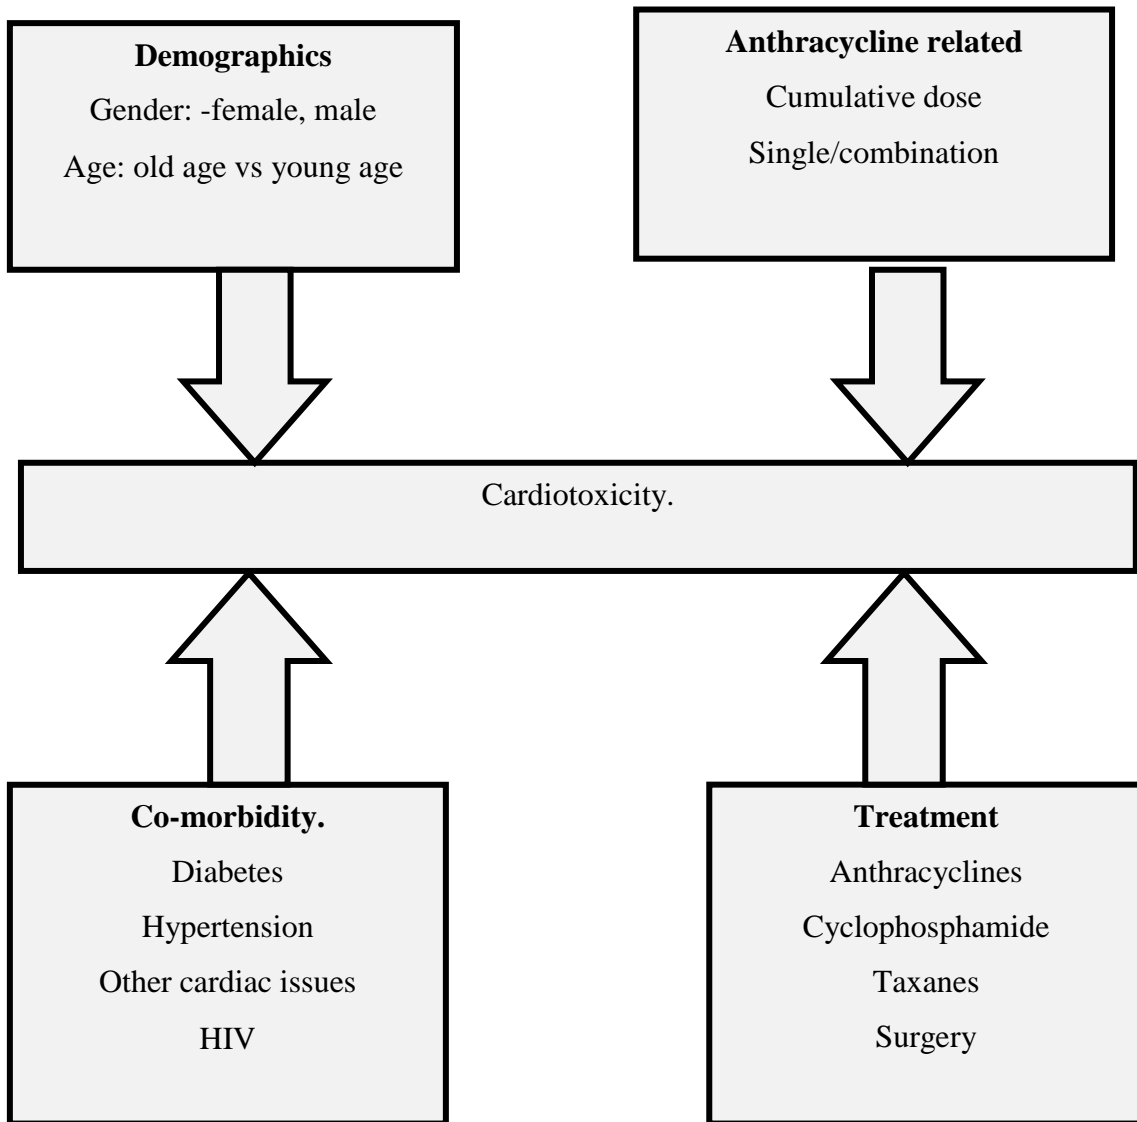 Demographics
Gender: -female, male
Age: old age vs young age
Anthracycline related
Cumulative dose
Single/combination
Cardiotoxicity.
Co-morbidity.
Diabetes
Hypertension
Other cardiac issues
HIV
Treatment
Anthracyclines
Cyclophosphamide
Taxanes
Surgery